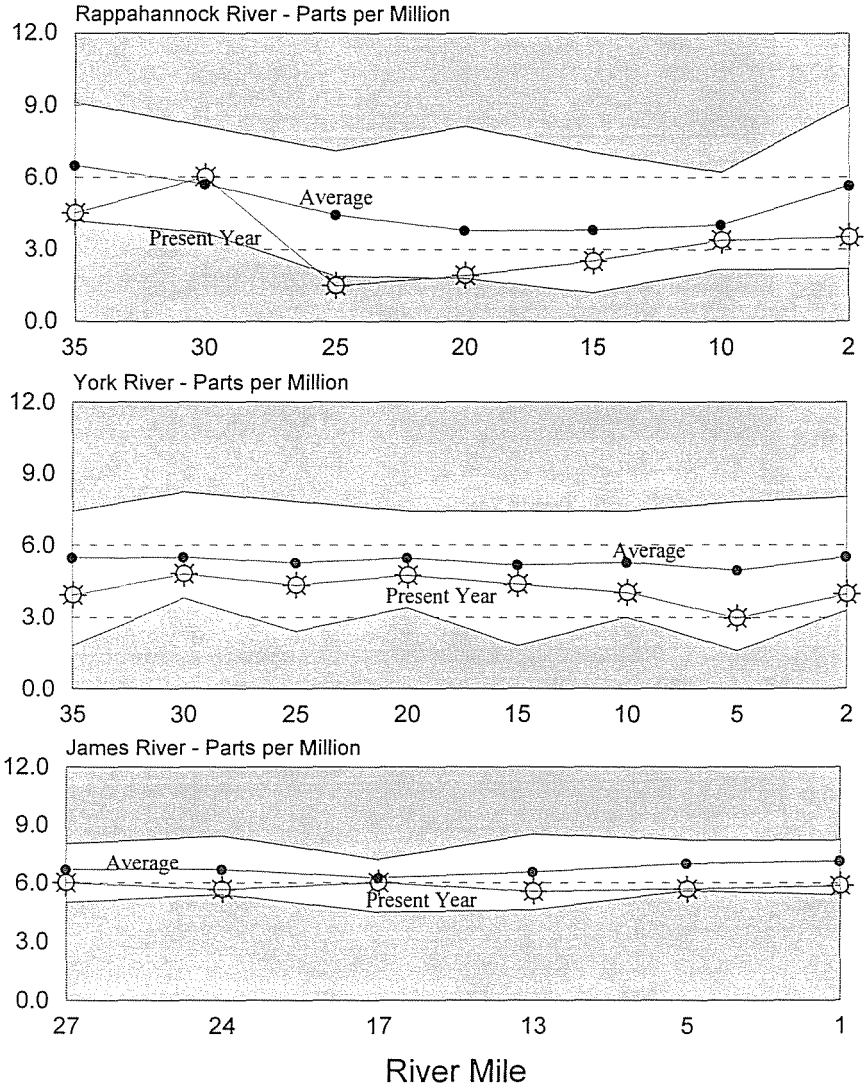 Rappahannock River - Parts per Million
12.0
9.0
6.0
3.0
0.0
Average
Present Year
35 30 25 20 15 10 2
York River - Parts per Million
12.0
9.0
6.0
3.0
0.0
Average
Present Year
35 30 25 20 15 10 5 2
James River - Parts per Million
12.0
9.0
6.0
3.0
0.0
Average
Present Year
27 24 17 13 5 1
River Mile